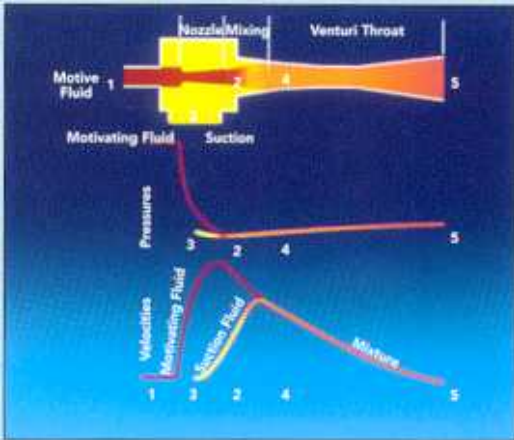 Nozzle Mixing Venturi Throat
Motive
Fluid
1 2 4 5
3
Motivating Fluid Suction
Pressures
3 2 4 5
Velocities
Motivating Fluid
Suction Fluid
Mixture
1 3 2 4 5